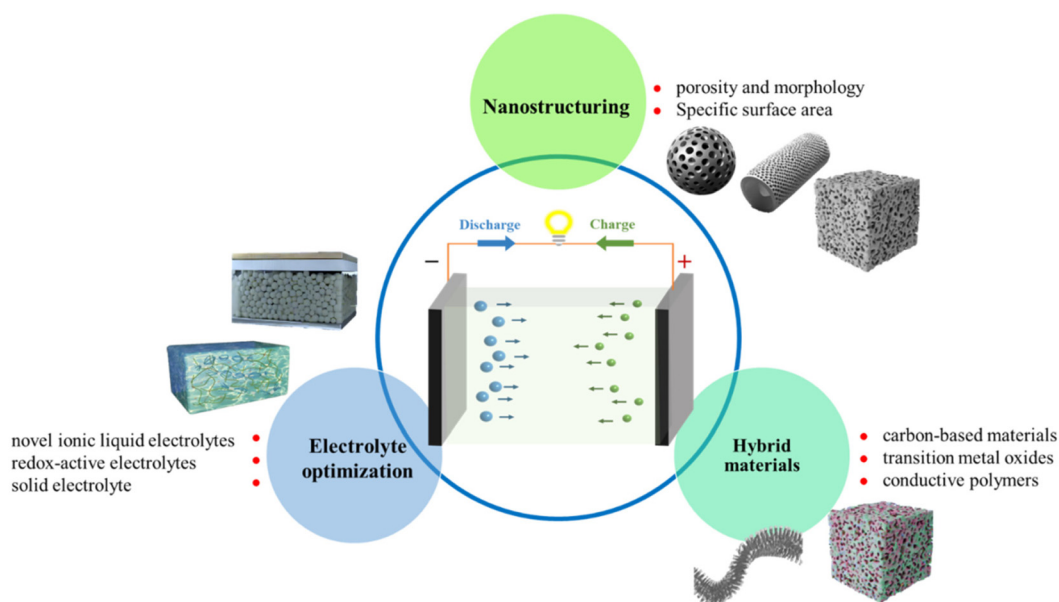 Nanostructuring
porosity and morphology
Specific surface area
Discharge
Charge
−
+
Electrolyte
optimization
novel ionic liquid electrolytes
redox-active electrolytes
solid electrolyte
Hybrid
materials
carbon-based materials
transition metal oxides
conductive polymers